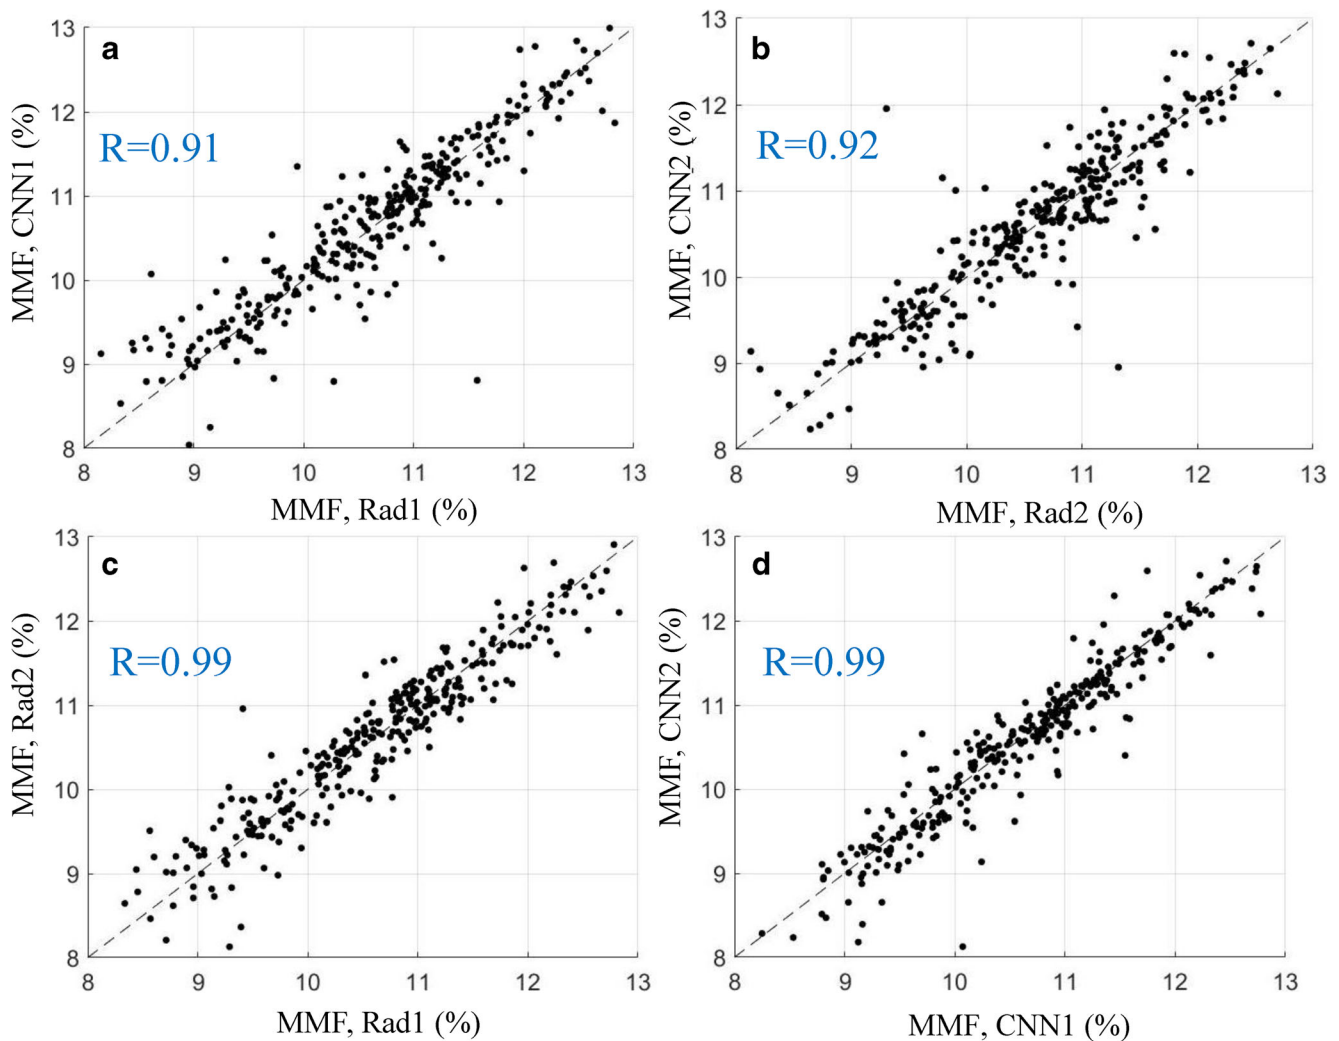 a
R=0.91
MMF, CNN1 (%)
13
12
11
10
9
8
8 9 10 11 12 13
MMF, Rad1 (%)
b
R=0.92
MMF, CNN2 (%)
13
12
11
10
9
8
8 9 10 11 12 13
MMF, Rad2 (%)
c
R=0.99
MMF, Rad2 (%)
13
12
11
10
9
8
8 9 10 11 12 13
MMF, Rad1 (%)
d
R=0.99
MMF, CNN2 (%)
13
12
11
10
9
8
8 9 10 11 12 13
MMF, CNN1 (%)